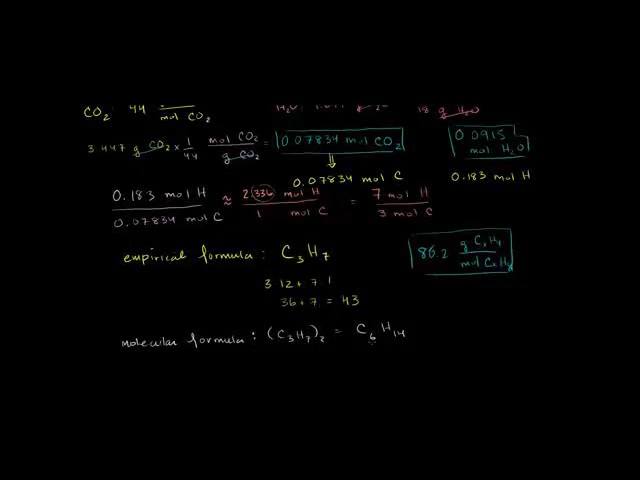 CO2: 44 mol CO2
18 g H2O
3.447 g CO2 × 1/44 mol CO2/g CO2 = 0.07834 mol CO2
0.0915 mol H2O
⇓
0.07834 mol C
0.183 mol H
0.183 mol H / 0.07834 mol C ≈ 2.336 mol H / 1 mol C = 7 mol H / 3 mol C
empirical formula: C3H7
86.2 g CxHy / mol CxHy
3·12 + 7·1
36+7 = 43
molecular formula: (C3H7)2 = C6H14